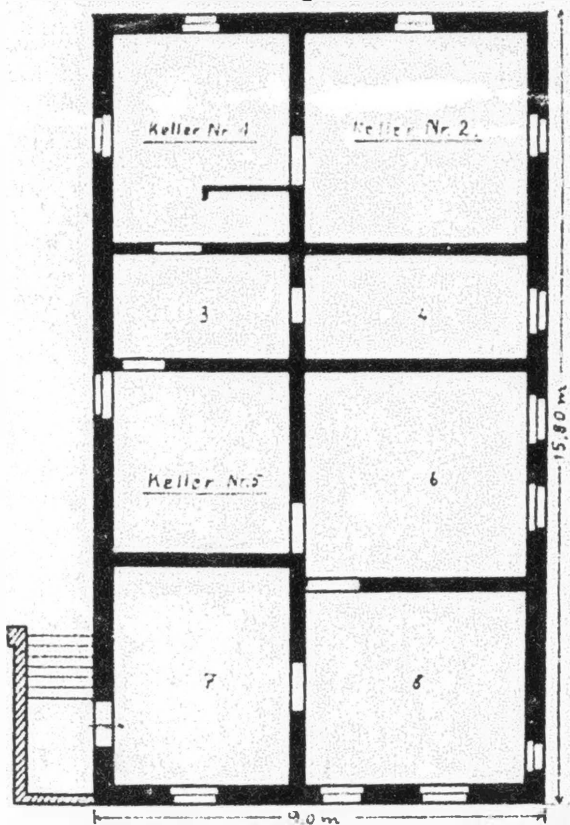 Keller Nr. 1
Keller Nr. 2.
3
4
Keller Nr. 5
6
7
8
15,80 m
9,0 m